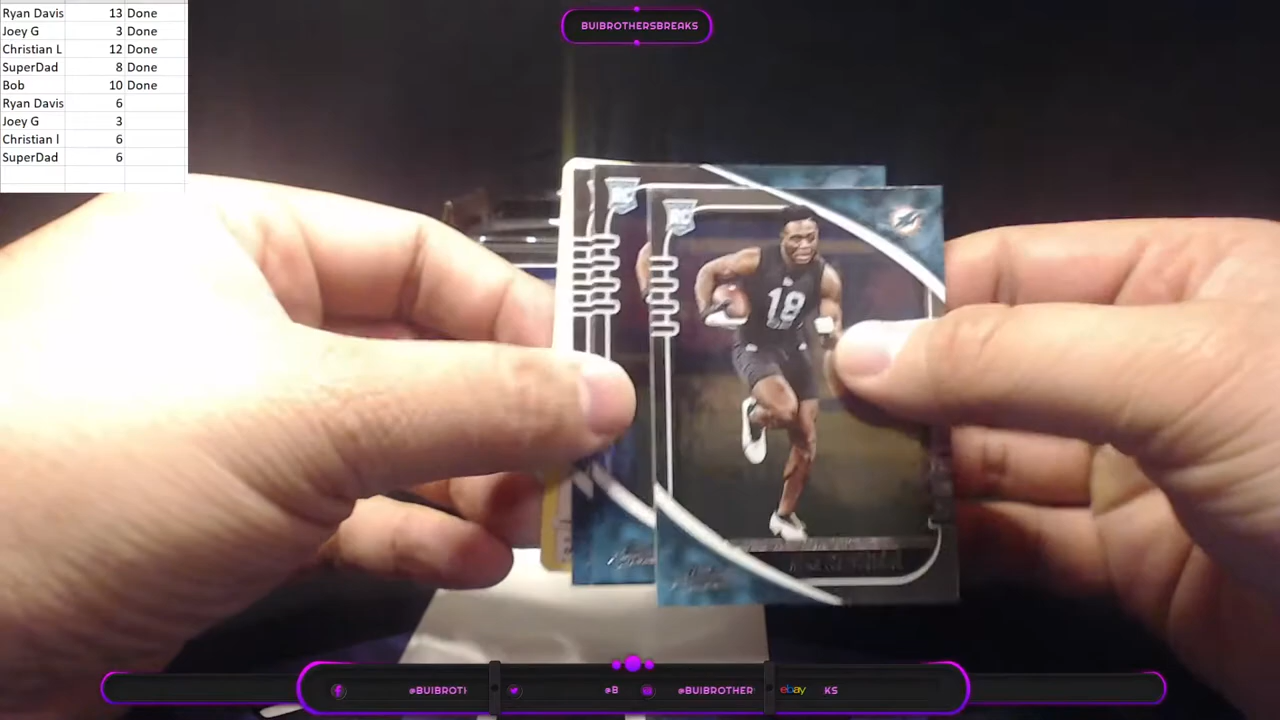 Ryan Davis 13 Done
Joey G 3 Done
Christian L 12 Done
SuperDad 8 Done
Bob 10 Done
Ryan Davis 6
Joey G 3
Christian l 6
SuperDad 6
BUIBROTHERSBREAKS
RC
RC
18
@BUIBROTH
@B
@BUIBROTHER
ebay
KS